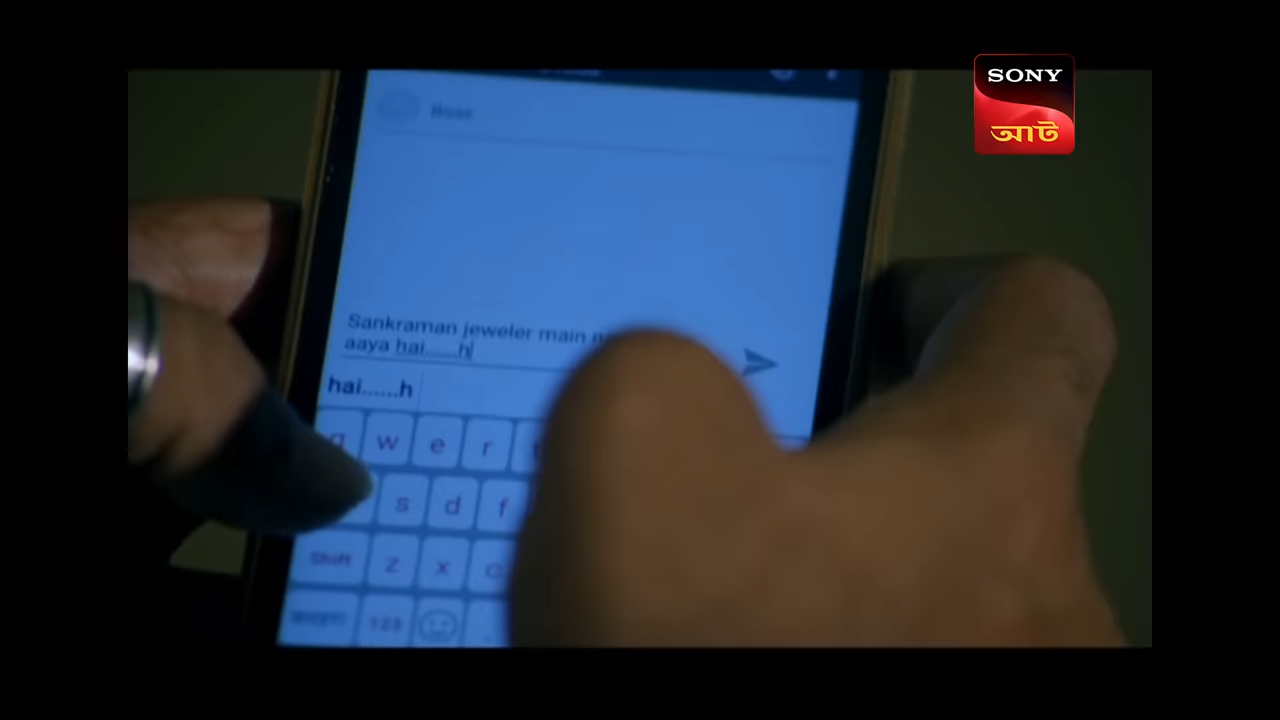 SONY
আট
Boss
Sankraman jeweler main
aaya hai......h
hai......h
q w e r
s d f
Shift z x c
123